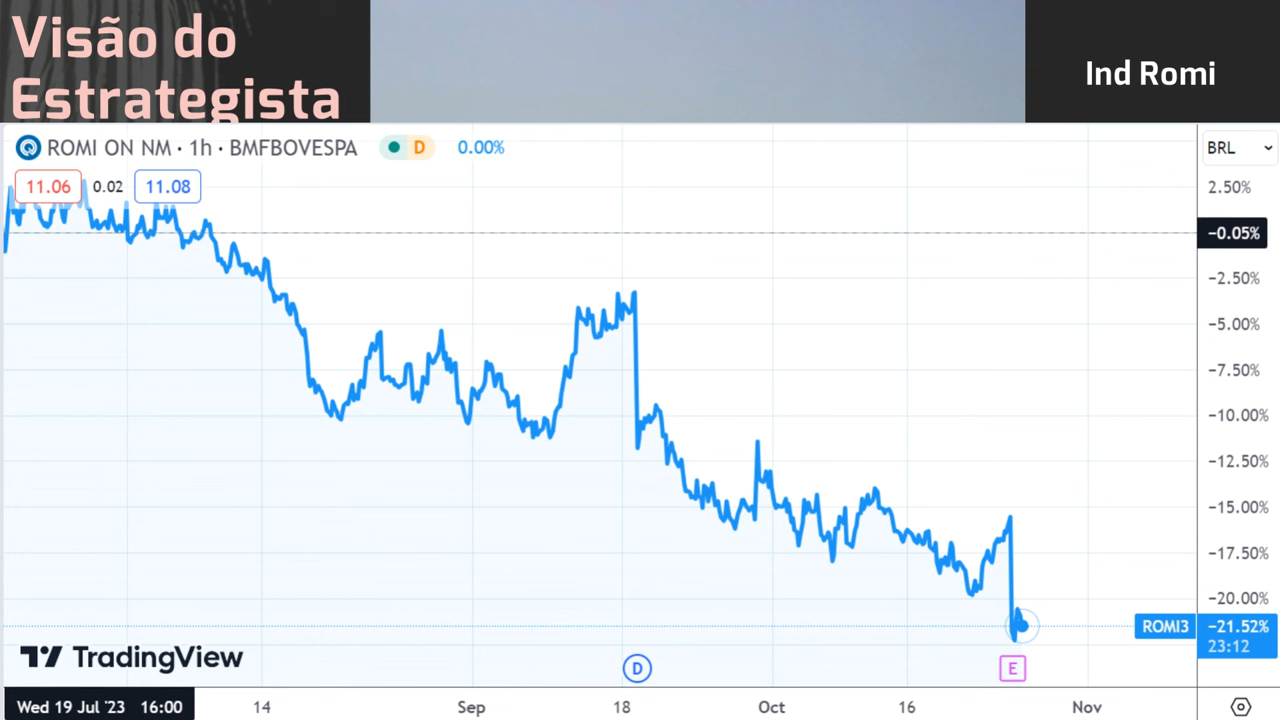 Visão do
Estrategista
Ind Romi
ROMI ON NM · 1h · BMFBOVESPA
D
0.00%
BRL
11.06
0.02
11.08
2.50%
−0.05%
−2.50%
−5.00%
−7.50%
−10.00%
−12.50%
−15.00%
−17.50%
−20.00%
ROMI3
−21.52%
23:12
TradingView
D
E
Wed 19 Jul '23 16:00
14
Sep
18
Oct
16
Nov